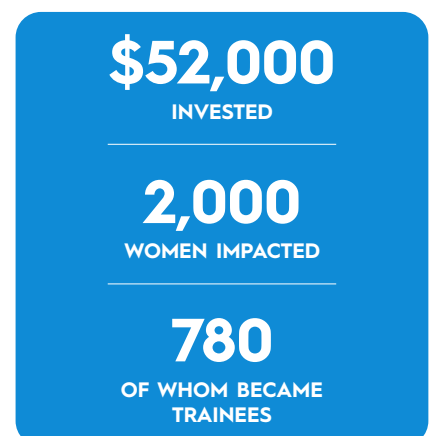 $52,000
INVESTED
2,000
WOMEN IMPACTED
780
OF WHOM BECAME
TRAINEES